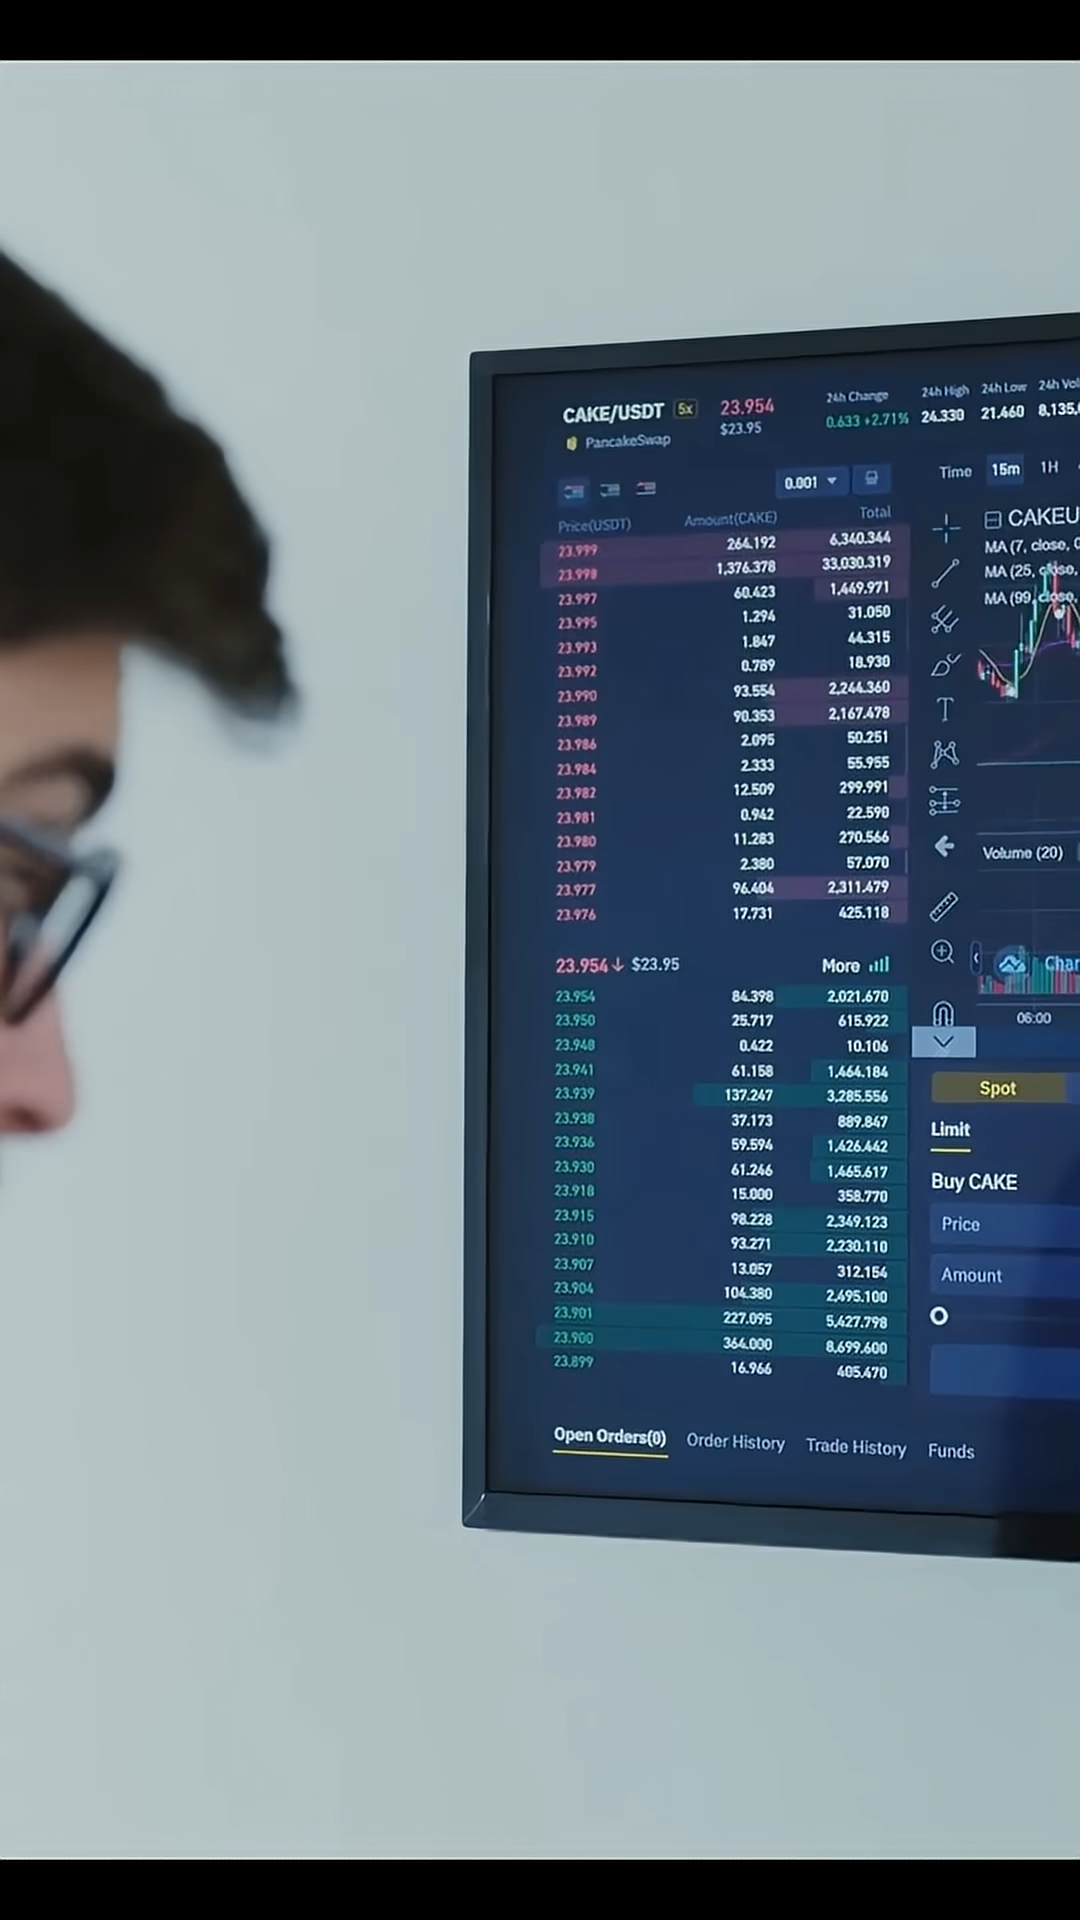 CAKE/USDT 5x 23.954 24h Change 24h High 24h Low 24h Vol
PancakeSwap $23.95 0.633 +2.71% 24.330 21.460 8,135,
0.001 Time 15m 1H
Price(USDT) Amount(CAKE) Total
23.999 264.192 6,340.344
23.998 1,376.378 33,030.319
23.997 60.423 1,449.971
23.995 1.294 31.050
23.993 1.847 44.315
23.992 0.789 18.930
23.990 93.554 2,244.360
23.989 90.353 2,167.478
23.986 2.095 50.251
23.984 2.333 55.955
23.982 12.509 299.991
23.981 0.942 22.590
23.980 11.283 270.566
23.979 2.380 57.070
23.977 96.404 2,311.479
23.976 17.731 425.118
23.954↓ $23.95 More
23.954 84.398 2,021.670
23.950 25.717 615.922
23.948 0.422 10.106
23.941 61.158 1,464.184
23.939 137.247 3,285.556
23.938 37.173 889.847
23.936 59.594 1,426.442
23.930 61.246 1,465.617
23.918 15.000 358.770
23.915 98.228 2,349.123
23.910 93.271 2,230.110
23.907 13.057 312.154
23.904 104.380 2,495.100
23.901 227.095 5,427.798
23.900 364.000 8,699.600
23.899 16.966 405.470
CAKEU
MA (7, close, 0
MA (25, close,
MA (99, close,
Volume (20)
Char
06:00
Spot
Limit
Buy CAKE
Price
Amount
Open Orders(0) Order History Trade History Funds